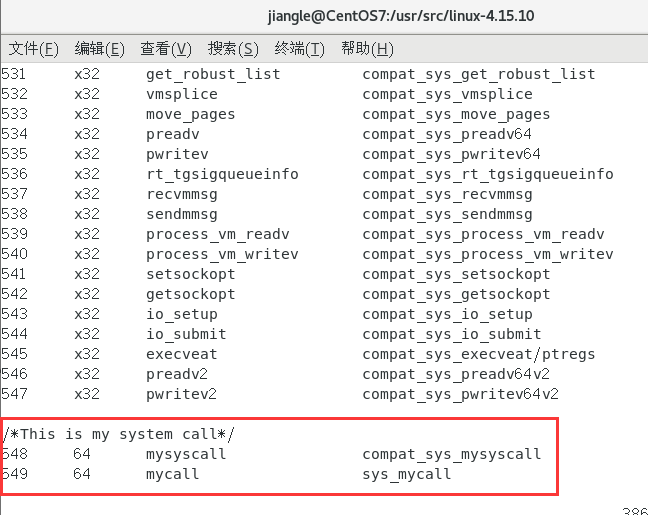 jiangle@CentOS7:/usr/src/linux-4.15.10
文件(F) 编辑(E) 查看(V) 搜索(S) 终端(T) 帮助(H)
531 x32 get_robust_list compat_sys_get_robust_list
532 x32 vmsplice compat_sys_vmsplice
533 x32 move_pages compat_sys_move_pages
534 x32 preadv compat_sys_preadv64
535 x32 pwritev compat_sys_pwritev64
536 x32 rt_tgsigqueueinfo compat_sys_rt_tgsigqueueinfo
537 x32 recvmmsg compat_sys_recvmmsg
538 x32 sendmmsg compat_sys_sendmmsg
539 x32 process_vm_readv compat_sys_process_vm_readv
540 x32 process_vm_writev compat_sys_process_vm_writev
541 x32 setsockopt compat_sys_setsockopt
542 x32 getsockopt compat_sys_getsockopt
543 x32 io_setup compat_sys_io_setup
544 x32 io_submit compat_sys_io_submit
545 x32 execveat compat_sys_execveat/ptregs
546 x32 preadv2 compat_sys_preadv64v2
547 x32 pwritev2 compat_sys_pwritev64v2
/*This is my system call*/
548 64 mysyscall compat_sys_mysyscall
549 64 mycall sys_mycall